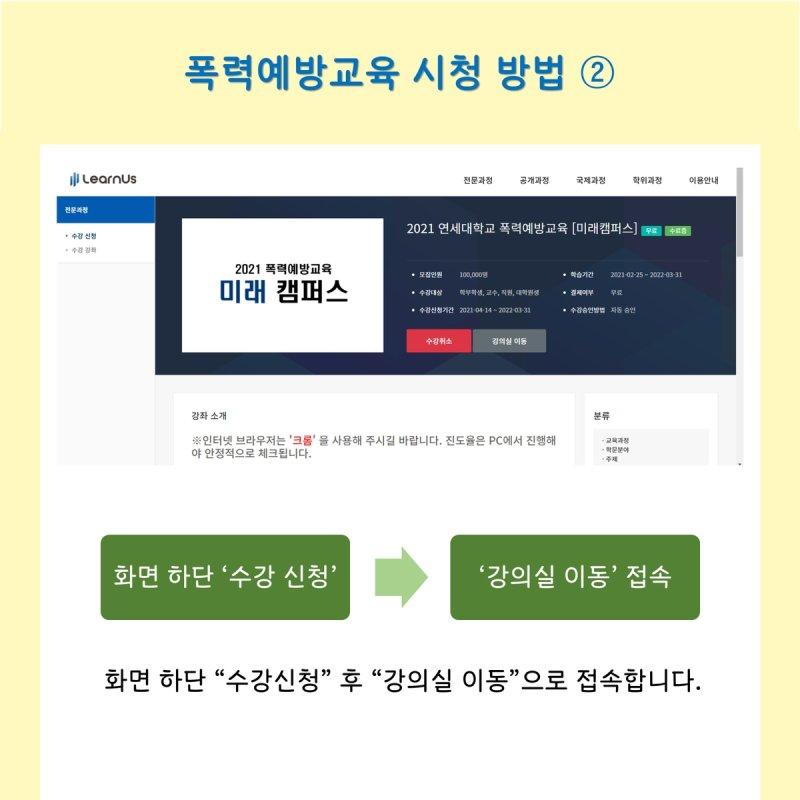 폭력예방교육 시청 방법 ②
LearnUs
전문과정 공개과정 국제과정 학위과정 이용안내
전문과정
• 수강 신청
• 수강 강좌
2021 폭력예방교육
미래 캠퍼스
2021 연세대학교 폭력예방교육 [미래캠퍼스] 무료 수료증
• 모집인원 100,000명 • 학습기간 2021-02-25 ~ 2022-03-31
• 수강대상 학부학생, 교수, 직원, 대학원생 • 결제여부 무료
• 수강신청기간 2021-04-14 ~ 2022-03-31 • 수강승인방법 자동 승인
수강취소 강의실 이동
강좌 소개
※인터넷 브라우저는 '크롬' 을 사용해 주시길 바랍니다. 진도율은 PC에서 진행해
야 안정적으로 체크됩니다.
분류
· 교육과정
· 학문분야
· 주제
화면 하단 ‘수강 신청’
‘강의실 이동’ 접속
화면 하단 “수강신청” 후 “강의실 이동”으로 접속합니다.